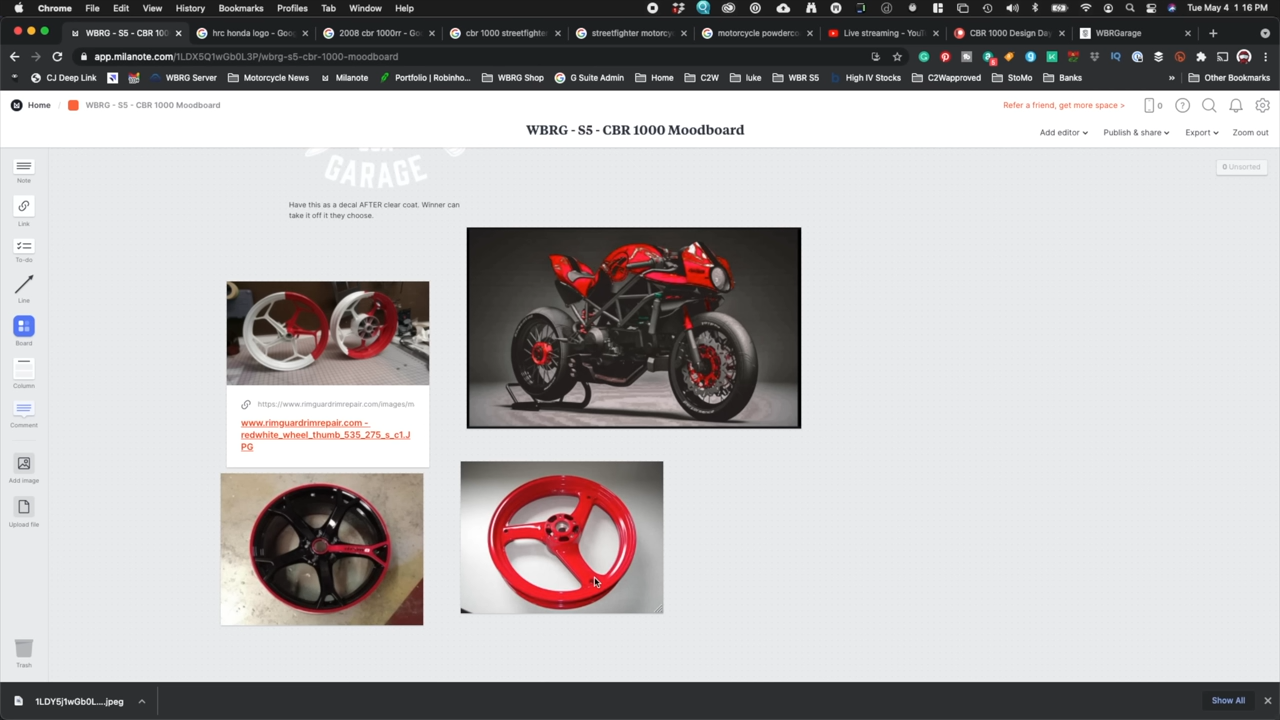 Chrome File Edit View History Bookmarks Profiles Tab Window Help
Tue May 4 1:16 PM
WBRG - S5 - CBR 100
hrc honda logo - Goog
2008 cbr 1000rr - Go
cbr 1000 streetfighte
streetfighter motorcy
motorcycle powderco
Live streaming - YouT
CBR 1000 Design Day
WBRGarage
app.milanote.com/1LDX5Q1wGb0L3P/wbrg-s5-cbr-1000-moodboard
CJ Deep Link
WBRG Server
Motorcycle News
Milanote
Portfolio | Robinho...
WBRG Shop
G Suite Admin
Home
C2W
luke
WBR S5
High IV Stocks
C2Wapproved
StoMo
Banks
»
Other Bookmarks
Home / WBRG - S5 - CBR 1000 Moodboard
Refer a friend, get more space >
0
WBRG - S5 - CBR 1000 Moodboard
Add editor
Publish & share
Export
Zoom out
0 Unsorted
Note
Link
To-do
Line
Board
Column
Comment
Add image
Upload file
Trash
GARAGE
Have this as a decal AFTER clear coat. Winner can
take it off it they choose.
https://www.rimguardrimrepair.com/images/m
www.rimguardrimrepair.com -
redwhite_wheel_thumb_535_275_s_c1.J
PG
1LDY5j1wGb0L....jpeg
Show All